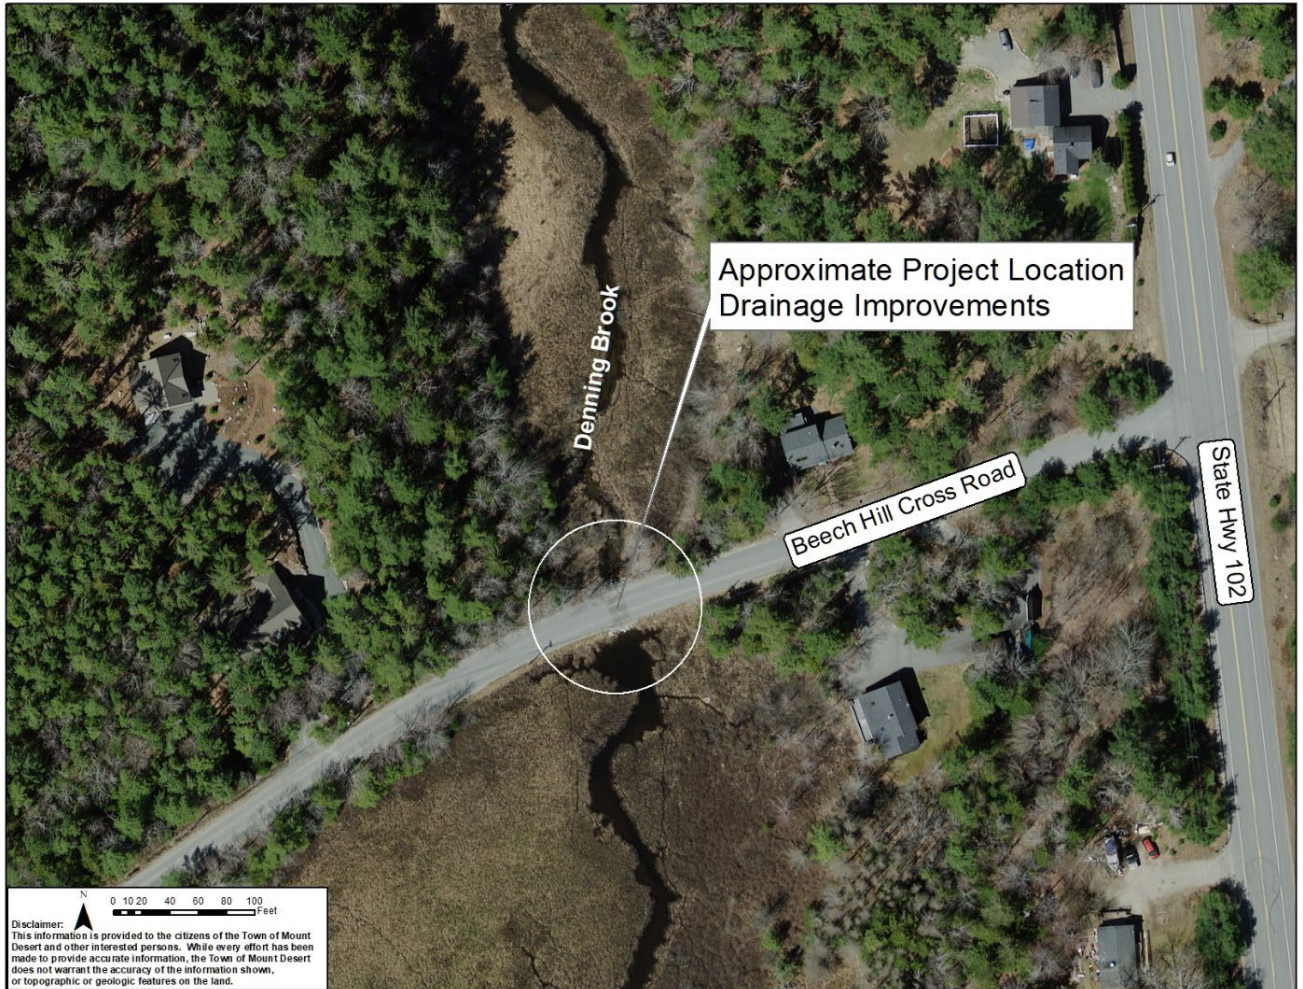 Approximate Project Location
Drainage Improvements
Denning Brook
Beech Hill Cross Road
State Hwy 102
N
0 10 20 40 60 80 100
Feet
Disclaimer:
This information is provided to the citizens of the Town of Mount
Desert and other interested persons. While every effort has been
made to provide accurate information, the Town of Mount Desert
does not warrant the accuracy of the information shown,
or topographic or geologic features on the land.